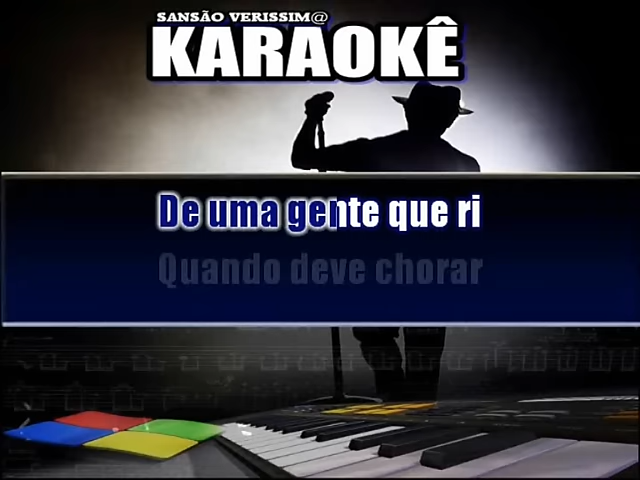 SANSÃO VERISSIM@
KARAOKÊ
De uma gente que ri
Quando deve chorar